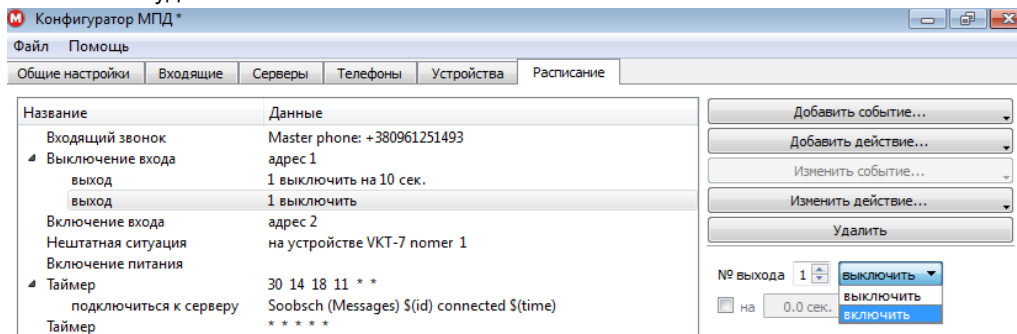 Конфигуратор МПД *
Файл Помощь
Общие настройки Входящие Серверы Телефоны Устройства Расписание
Название Данные
Входящий звонок Master phone: +380961251493
Выключение входа адрес 1
выход 1 выключить на 10 сек.
выход 1 выключить
Включение входа адрес 2
Нештатная ситуация на устройстве VKT-7 nomer 1
Включение питания
Таймер 30 14 18 11 * *
подключиться к серверу Soobsch (Messages) $(id) connected $(time)
Таймер * * * * *
Добавить событие...
Добавить действие...
Изменить событие...
Изменить действие...
Удалить
№ выхода 1 выключить
выключить
на 0.0 сек. включить